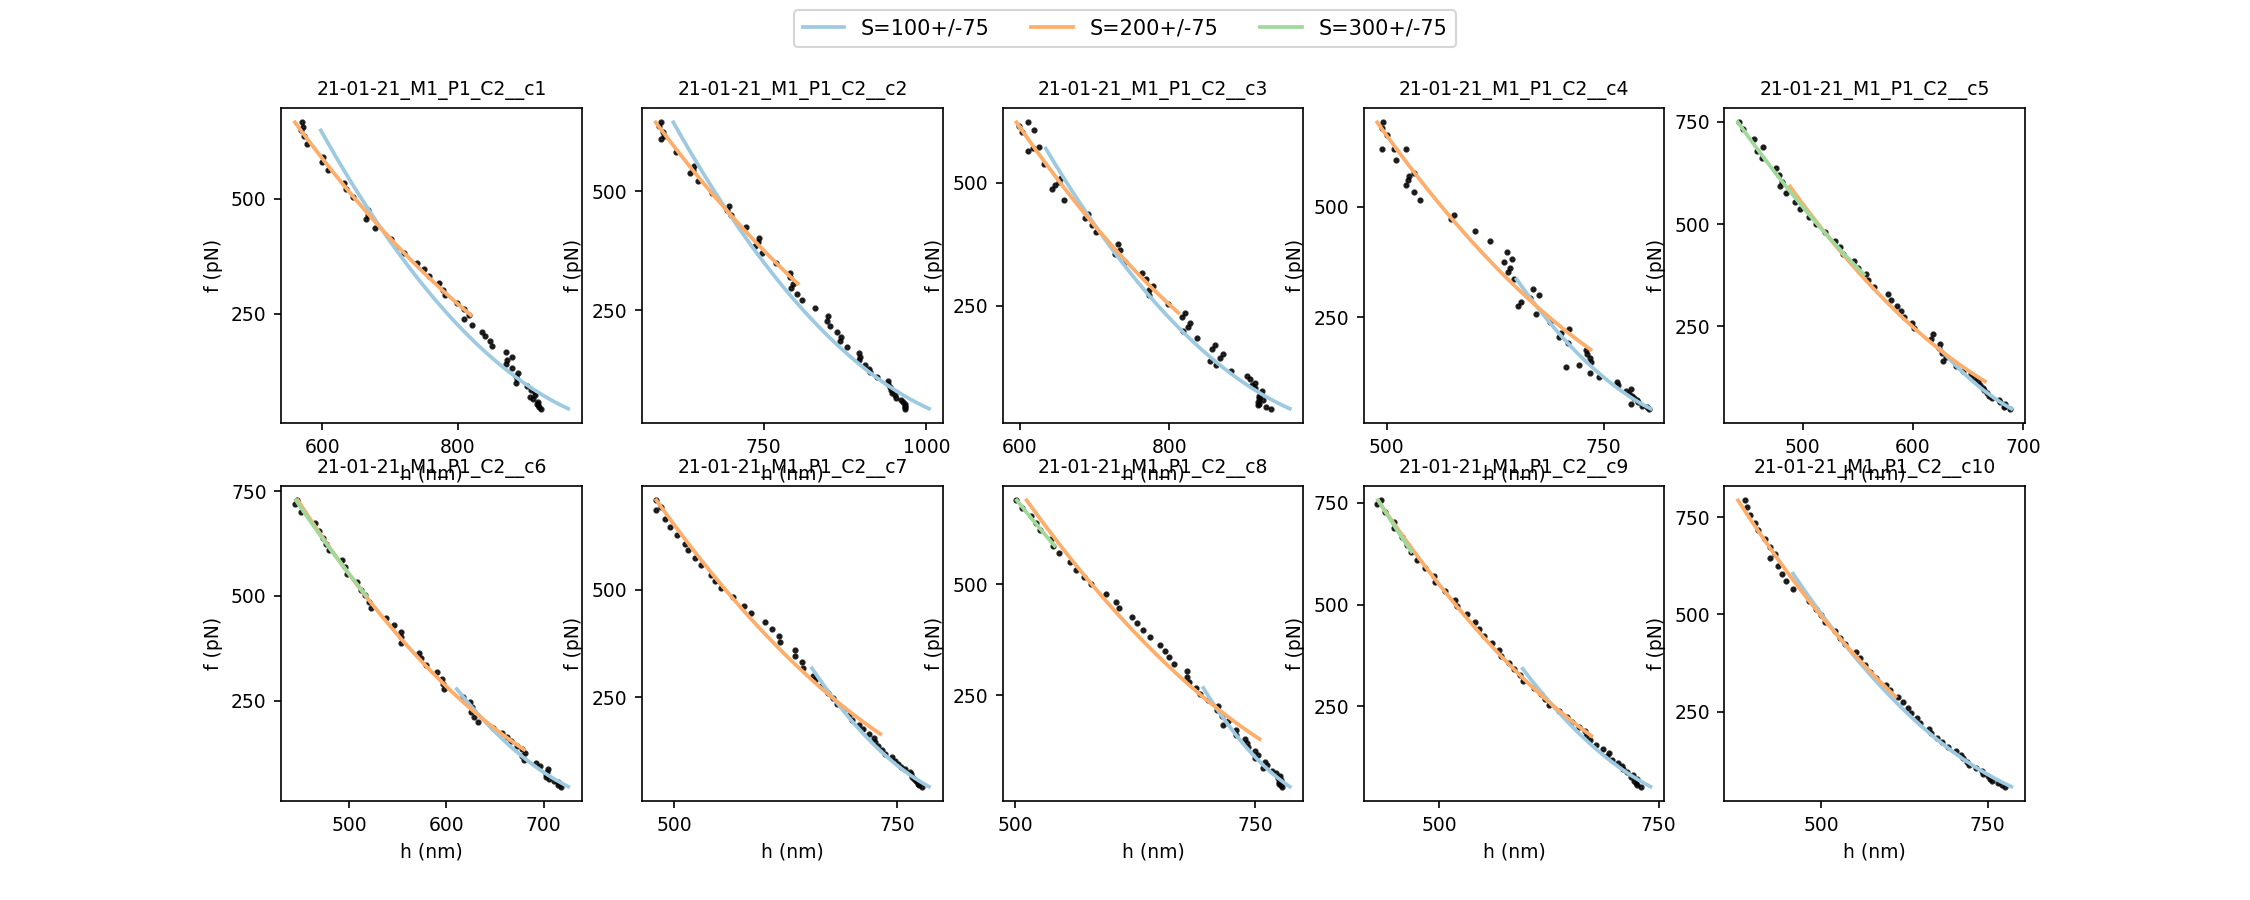 S=100+/-75 S=200+/-75 S=300+/-75
21-01-21_M1_P1_C2__c1 21-01-21_M1_P1_C2__c2 21-01-21_M1_P1_C2__c3 21-01-21_M1_P1_C2__c4 21-01-21_M1_P1_C2__c5
f (pN) f (pN) f (pN) f (pN) f (pN)
500 250 500 250 500 250 500 250 750 500 250
600 800 750 1000 600 800 500 750 500 600 700
h (nm) h (nm) h (nm) h (nm) h (nm)
21-01-21_M1_P1_C2__c6 21-01-21_M1_P1_C2__c7 21-01-21_M1_P1_C2__c8 21-01-21_M1_P1_C2__c9 21-01-21_M1_P1_C2__c10
f (pN) f (pN) f (pN) f (pN) f (pN)
750 500 250 500 250 500 250 750 500 250 750 500 250
500 600 700 500 750 500 750 500 750 500 750
h (nm) h (nm) h (nm) h (nm) h (nm)